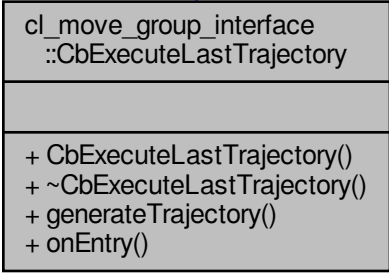 cl_move_group_interface
::CbExecuteLastTrajectory
+ CbExecuteLastTrajectory()
+ ~CbExecuteLastTrajectory()
+ generateTrajectory()
+ onEntry()